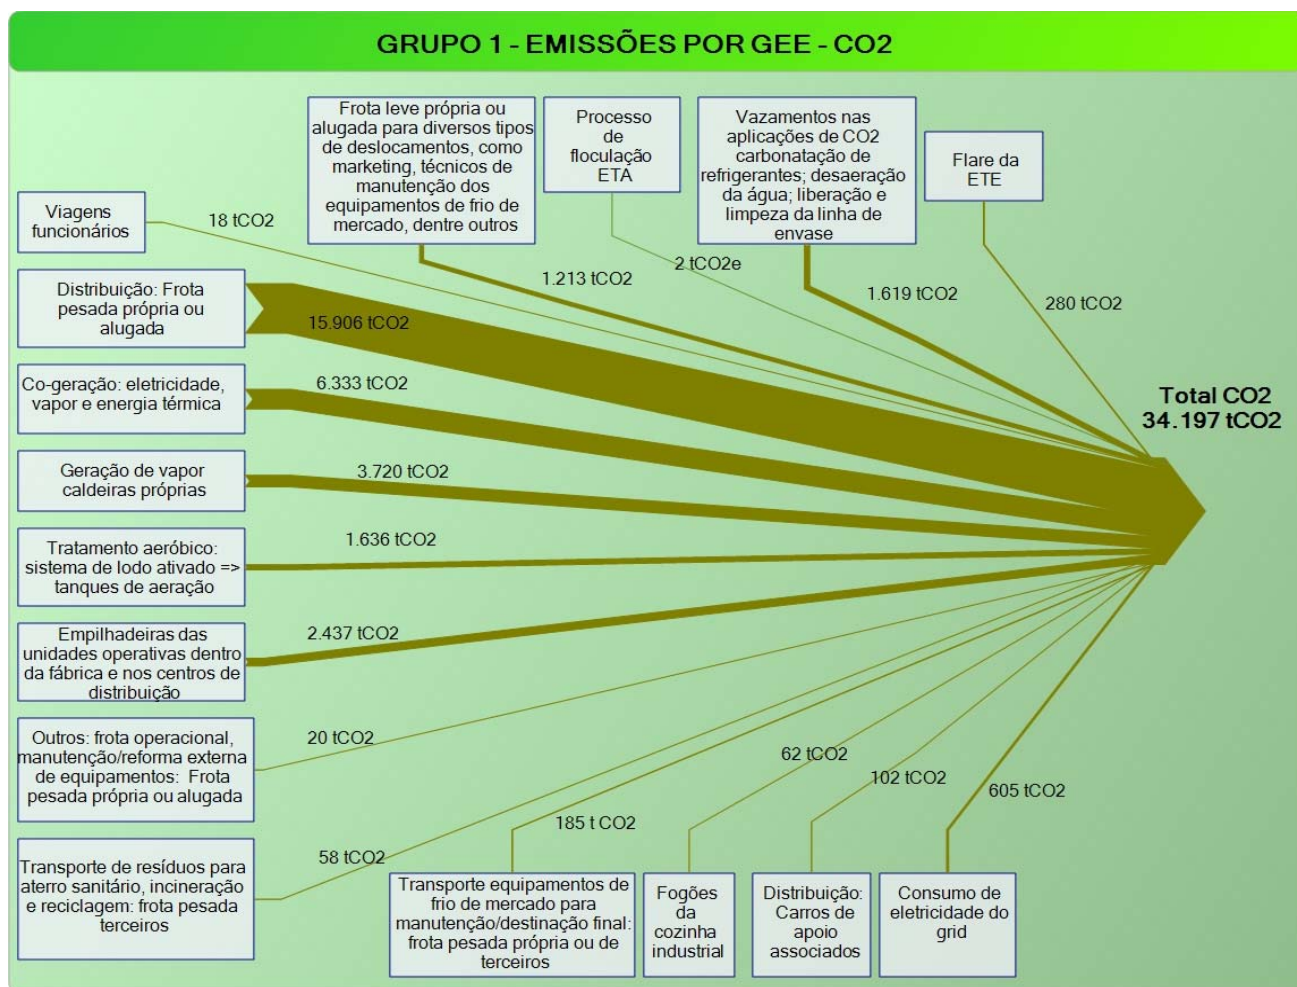 GRUPO 1 - EMISSÕES POR GEE - CO2
Frota leve própria ou
alugada para diversos tipos
de deslocamentos, como
marketing, técnicos de
manutenção dos
equipamentos de frio de
mercado, dentre outros
Processo
de
floculação
ETA
Vazamentos nas
aplicações de CO2
carbonatação de
refrigerantes; desaeração
da água; liberação e
limpeza da linha de
envase
Flare da
ETE
Viagens
funcionários
18 tCO2
1.213 tCO2
2 tCO2e
1.619 tCO2
280 tCO2
Distribuição: Frota
pesada própria ou
alugada
15.906 tCO2
Co-geração: eletricidade,
vapor e energia térmica
6.333 tCO2
Total CO2
34.197 tCO2
Geração de vapor
caldeiras próprias
3.720 tCO2
Tratamento aeróbico:
sistema de lodo ativado =>
tanques de aeração
1.636 tCO2
Empilhadeiras das
unidades operativas dentro
da fábrica e nos centros de
distribuição
2.437 tCO2
Outros: frota operacional,
manutenção/reforma externa
de equipamentos: Frota
pesada própria ou alugada
20 tCO2
62 tCO2
102 tCO2
605 tCO2
185 t CO2
58 tCO2
Transporte de resíduos para
aterro sanitário, incineração
e reciclagem: frota pesada
terceiros
Transporte equipamentos de
frio de mercado para
manutenção/destinação final:
frota pesada própria ou de
terceiros
Fogões
da
cozinha
industrial
Distribuição:
Carros de
apoio
associados
Consumo de
eletricidade do
grid